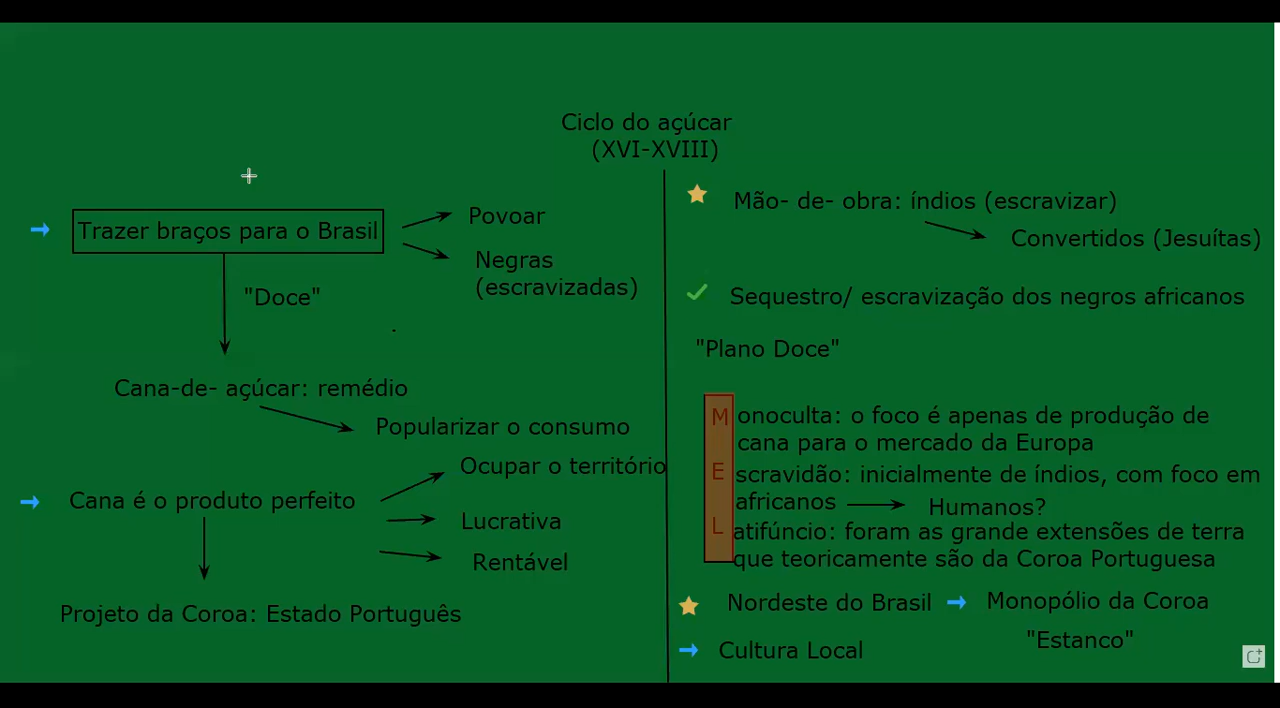 Ciclo do açúcar
(XVI-XVIII)
Trazer braços para o Brasil
Povoar
Negras
(escravizadas)
"Doce"
Cana-de- açúcar: remédio
Popularizar o consumo
Ocupar o território
Cana é o produto perfeito
Lucrativa
Rentável
Projeto da Coroa: Estado Português
Mão- de- obra: índios (escravizar)
Convertidos (Jesuítas)
Sequestro/ escravização dos negros africanos
"Plano Doce"
Monoculta: o foco é apenas de produção de
cana para o mercado da Europa
Escravidão: inicialmente de índios, com foco em
africanos
Humanos?
Latifúncio: foram as grande extensões de terra
que teoricamente são da Coroa Portuguesa
Nordeste do Brasil
Monopólio da Coroa
"Estanco"
Cultura Local